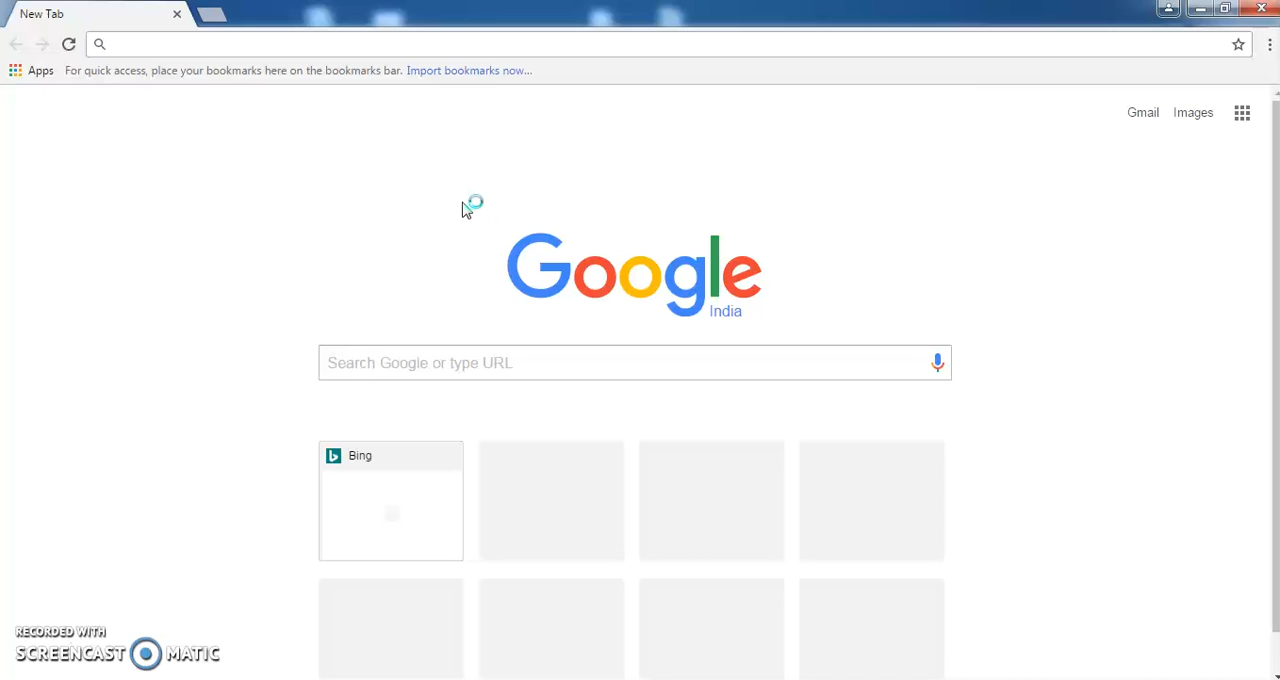 New Tab
Apps For quick access, place your bookmarks here on the bookmarks bar. Import bookmarks now...
Gmail Images
Google
India
Search Google or type URL
Bing
RECORDED WITH
SCREENCAST MATIC